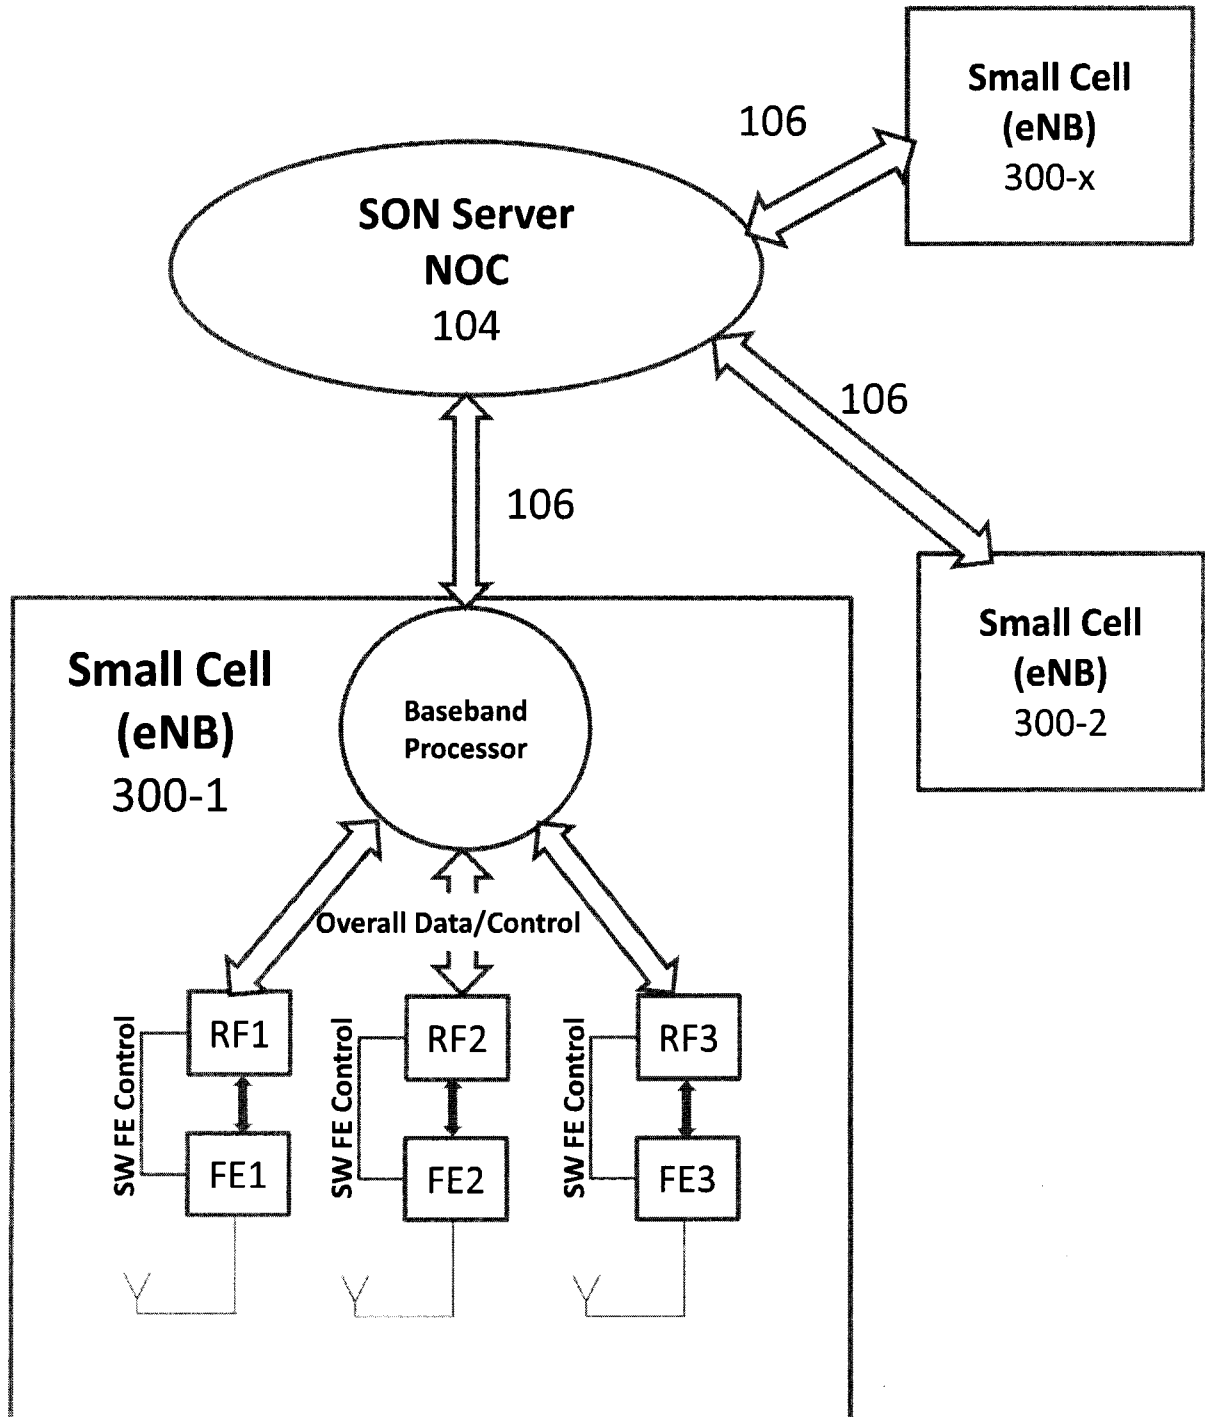 Small Cell
(eNB)
300-x
106
SON Server
NOC
104
106
106
Small Cell
(eNB)
300-2
Small Cell
(eNB)
300-1
Baseband
Processor
Overall Data/Control
SW FE Control
RF1
FE1
SW FE Control
RF2
FE2
SW FE Control
RF3
FE3